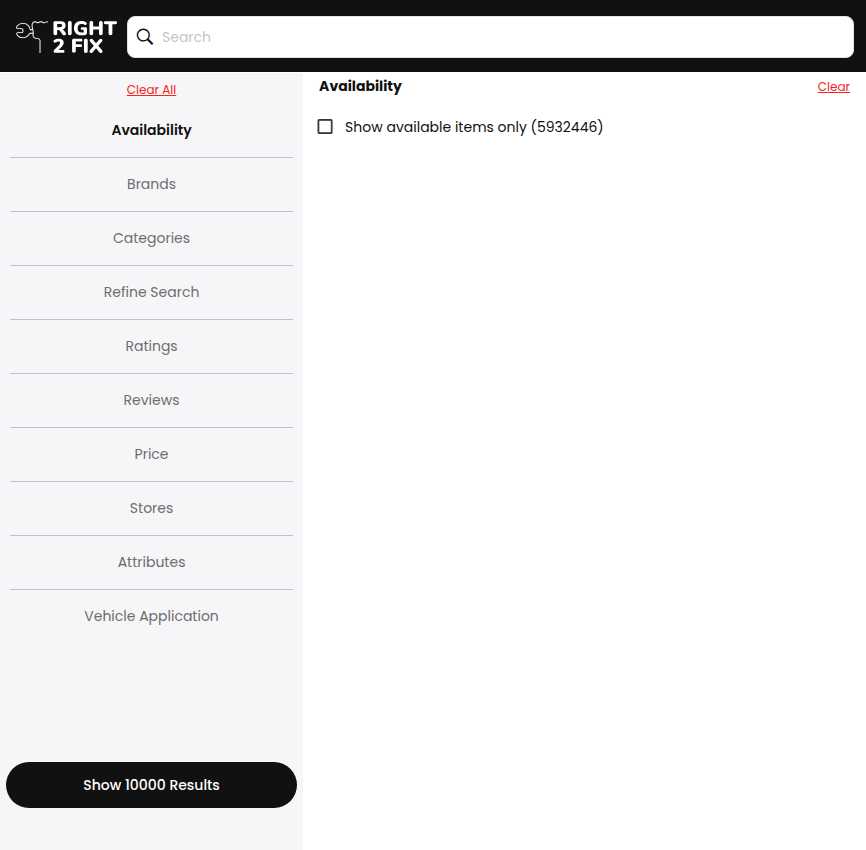 RIGHT
2 FIX
Search
Clear All
Availability
Brands
Categories
Refine Search
Ratings
Reviews
Price
Stores
Attributes
Vehicle Application
Show 10000 Results
Availability
Clear
Show available items only (5932446)